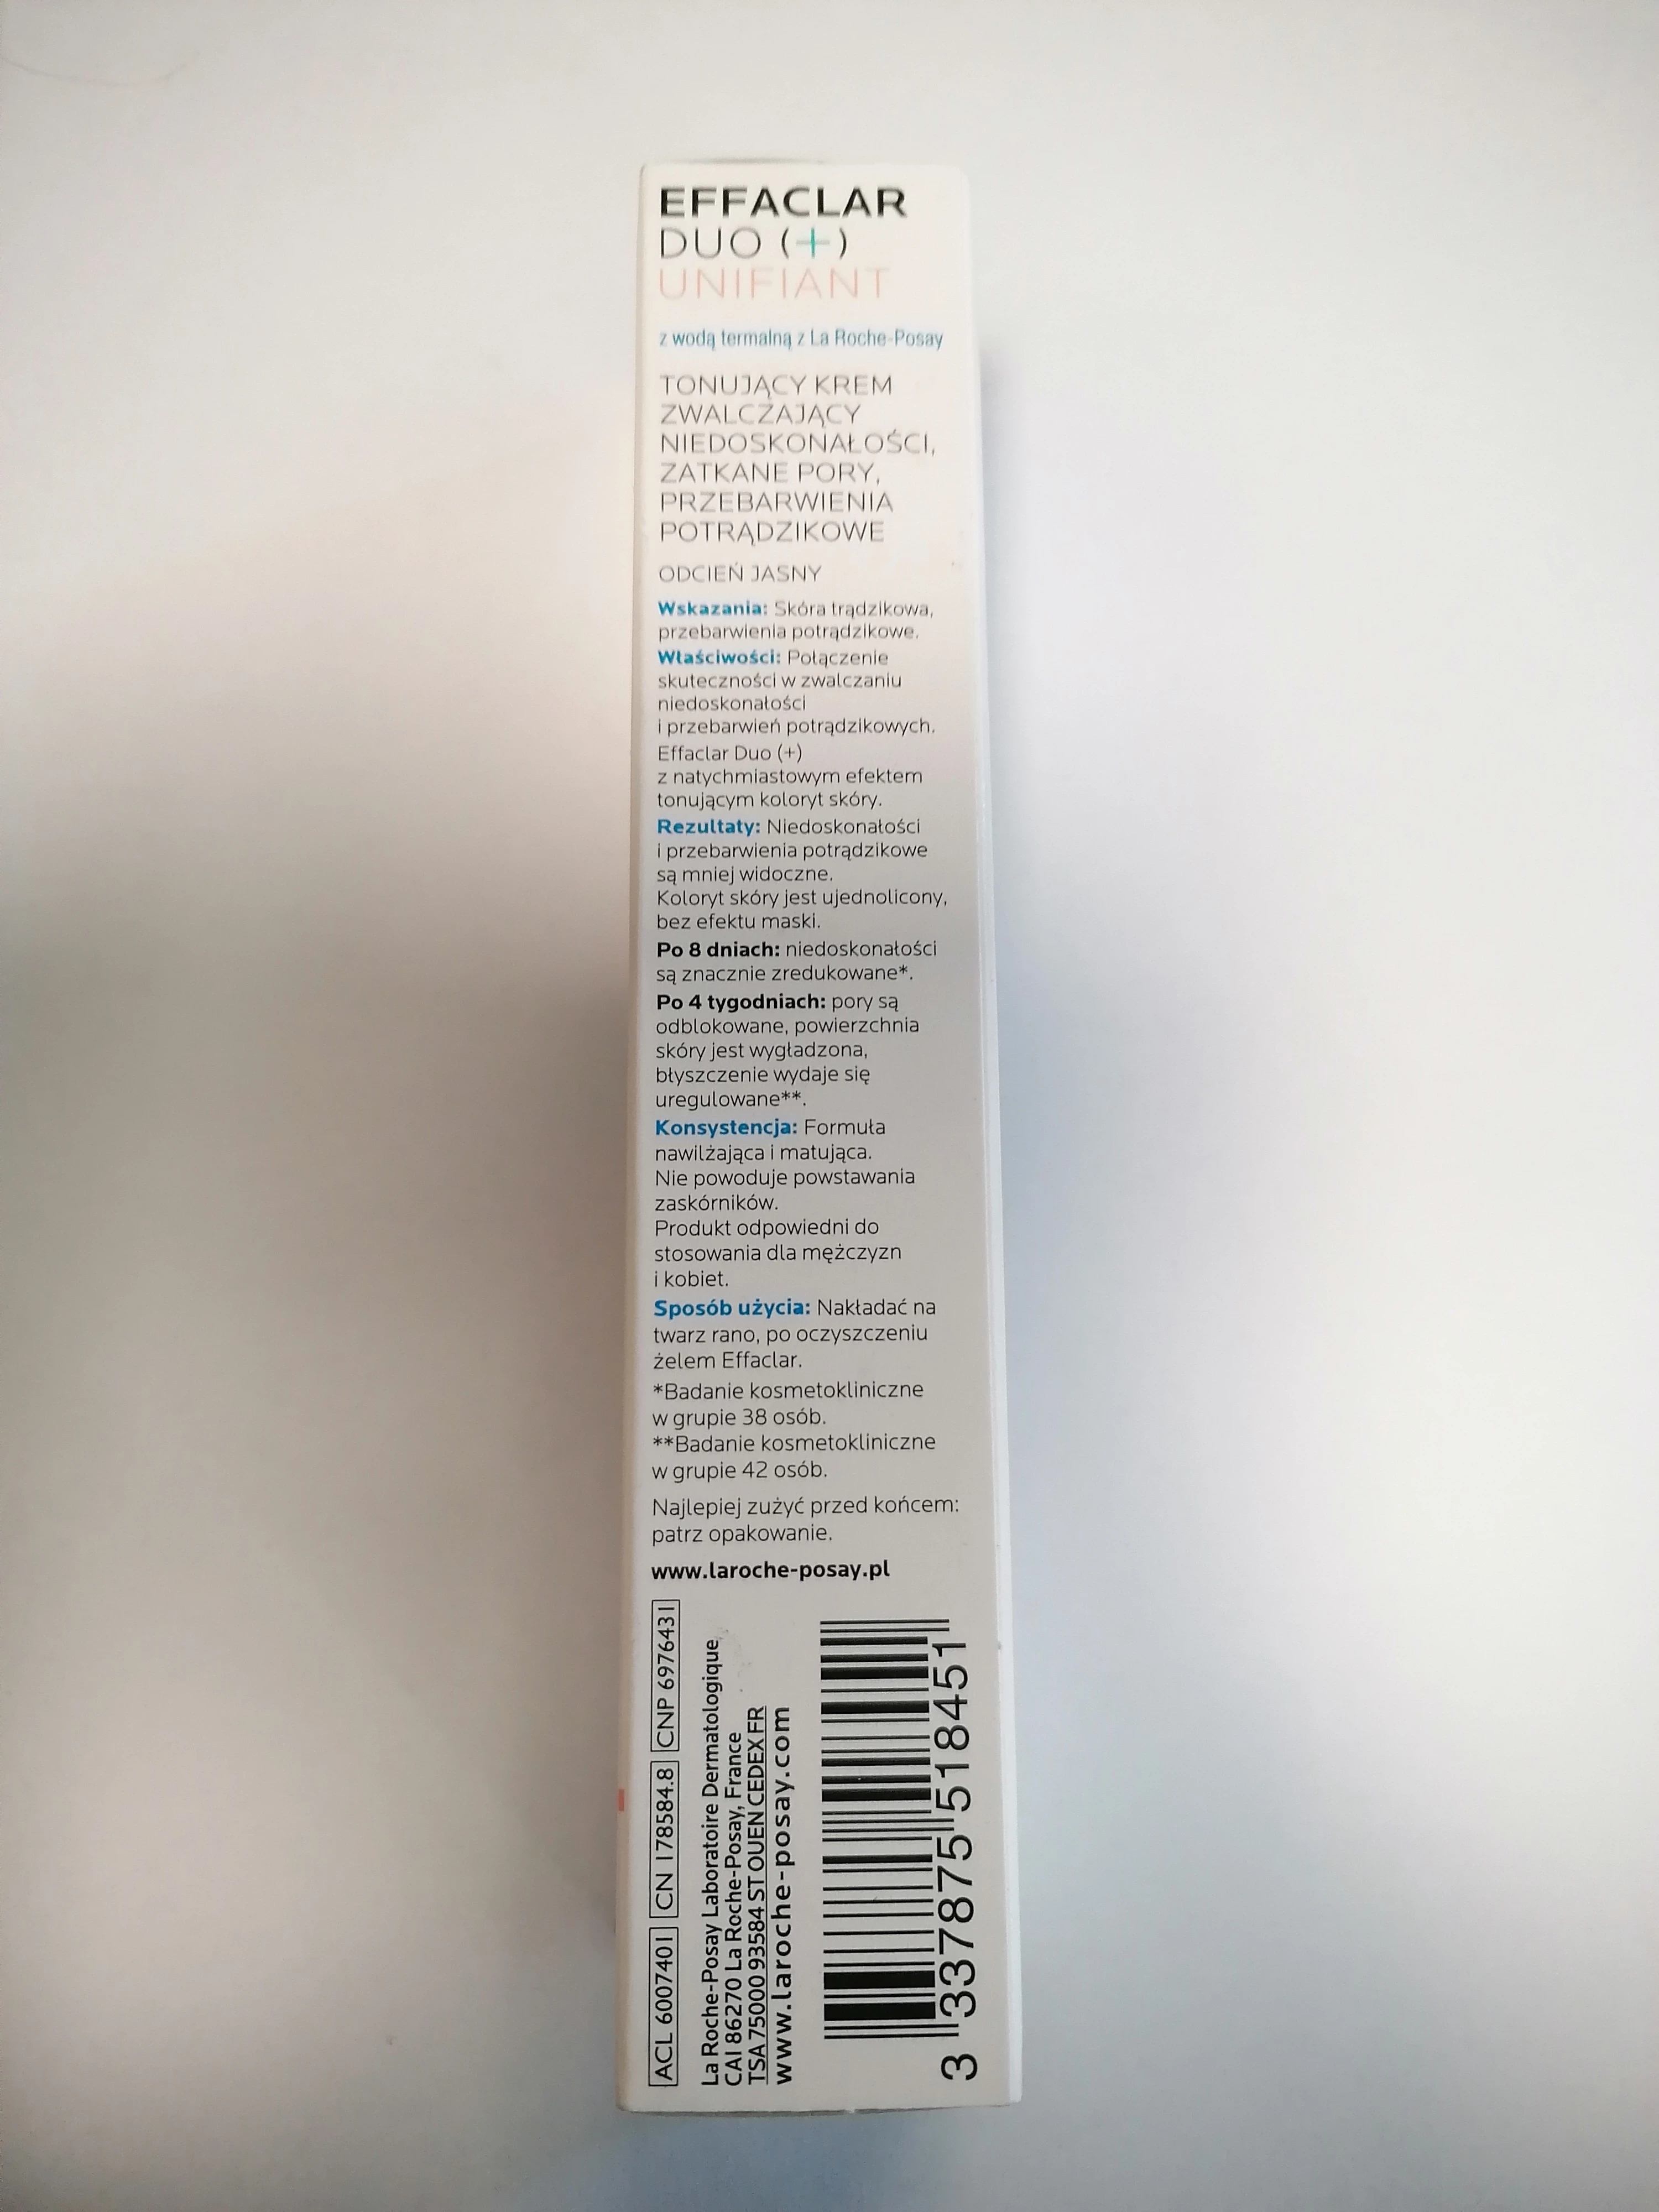 EFFACLAR
DUO (+)
UNIFIANT
z wodą termalną z La Roche-Posay
TONUJĄCY KREM
ZWALCZAJĄCY
NIEDOSKONAŁOŚCI,
ZATKANE PORY,
PRZEBARWIENIA
POTRĄDZIKOWE
ODCIEŃ JASNY
Wskazania: Skóra trądzikowa,
przebarwienia potrądzikowe.
Właściwości: Połączenie
skuteczności w zwalczaniu
niedoskonałości
i przebarwień potrądzikowych.
Effaclar Duo (+)
z natychmiastowym efektem
tonującym koloryt skóry.
Rezultaty: Niedoskonałości
i przebarwienia potrądzikowe
są mniej widoczne.
Koloryt skóry jest ujednolicony,
bez efektu maski.
Po 8 dniach: niedoskonałości
są znacznie zredukowane*.
Po 4 tygodniach: pory są
odblokowane, powierzchnia
skóry jest wygładzona,
błyszczenie wydaje się
uregulowane**.
Konsystencja: Formuła
nawilżająca i matująca.
Nie powoduje powstawania
zaskórników.
Produkt odpowiedni do
stosowania dla mężczyzn
i kobiet.
Sposób użycia: Nakładać na
twarz rano, po oczyszczeniu
żelem Effaclar.
*Badanie kosmetokliniczne
w grupie 38 osób.
**Badanie kosmetokliniczne
w grupie 42 osób.
Najlepiej zużyć przed końcem:
patrz opakowanie.
www.laroche-posay.pl
ACL 6007401 CN 178584.8 CNP 6976431
La Roche-Posay Laboratoire Dermatologique
CAI 86270 La Roche-Posay, France
TSA 75000 93584 ST OUEN CEDEX FR
www.laroche-posay.com
3 337875 518451